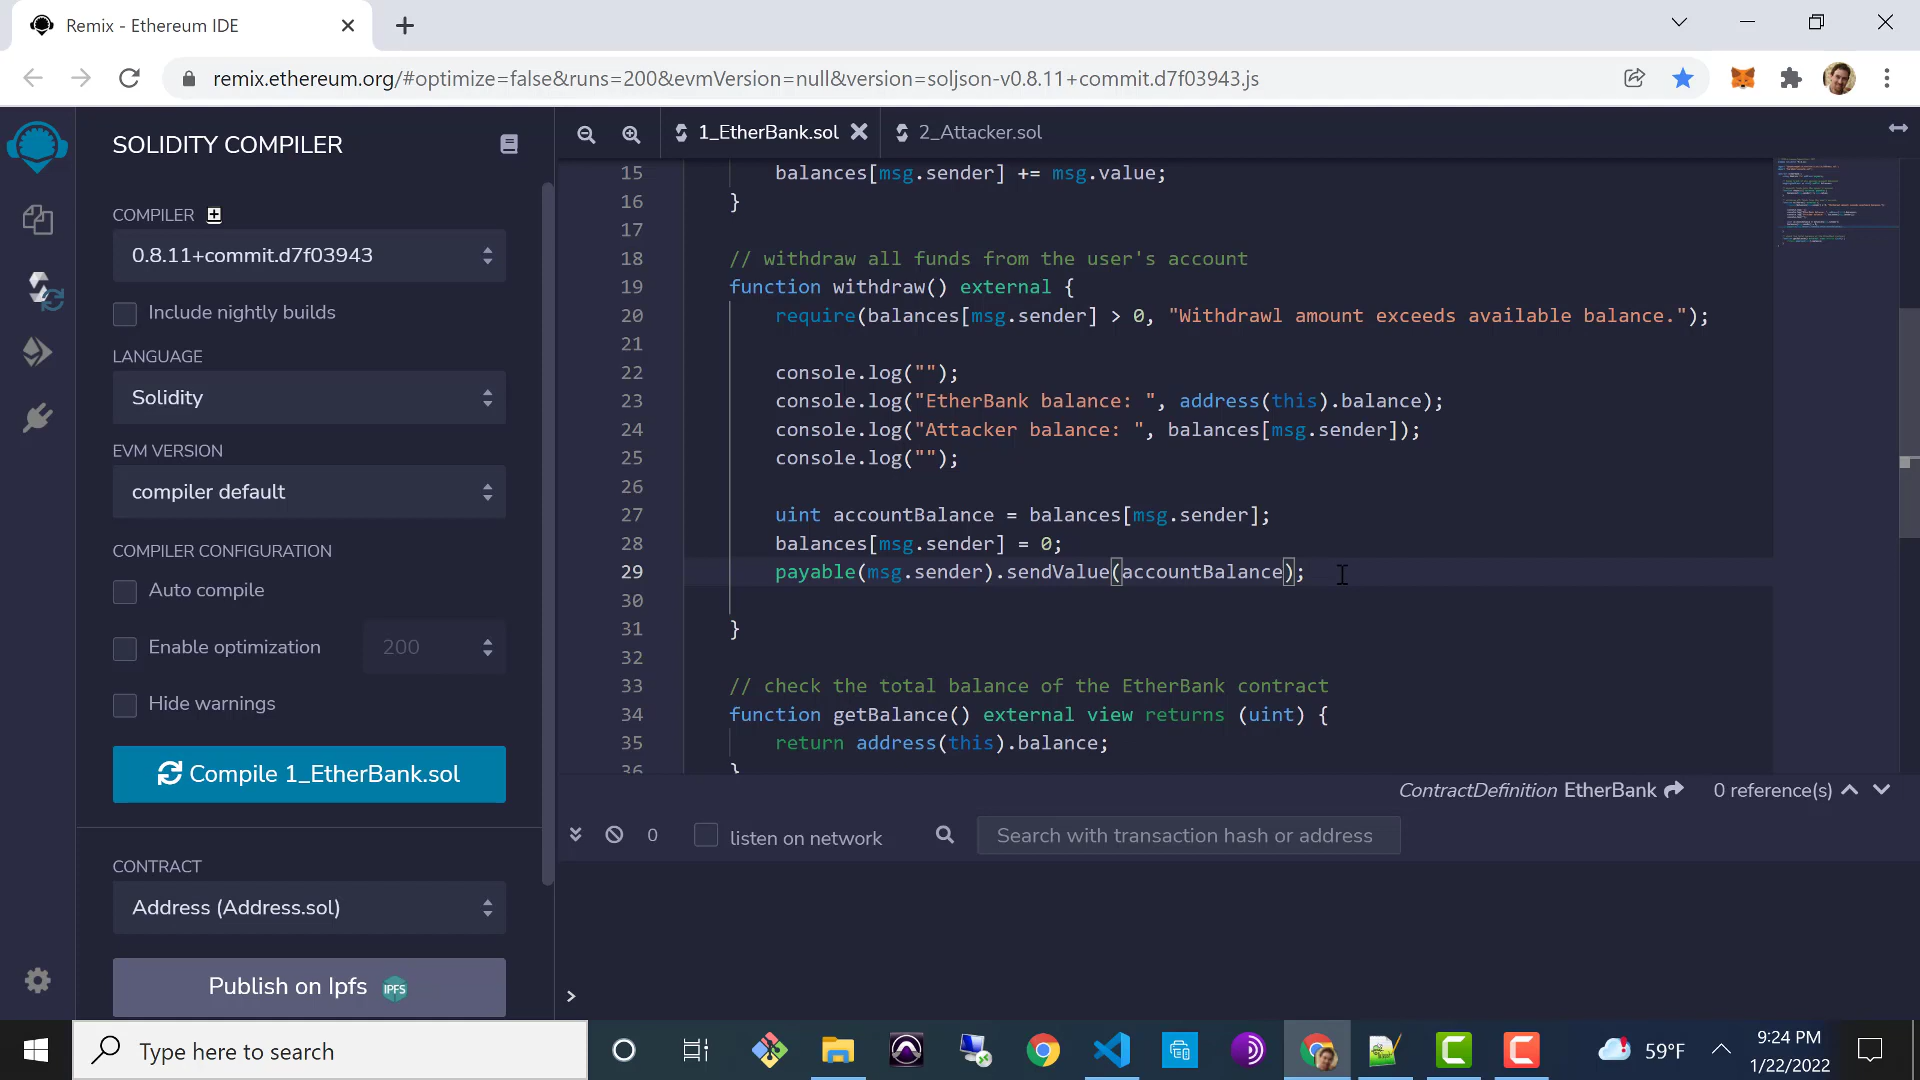 Remix - Ethereum IDE
remix.ethereum.org/#optimize=false&runs=200&evmVersion=null&version=soljson-v0.8.11+commit.d7f03943.js
SOLIDITY COMPILER
COMPILER
0.8.11+commit.d7f03943
Include nightly builds
LANGUAGE
Solidity
EVM VERSION
compiler default
COMPILER CONFIGURATION
Auto compile
Enable optimization 200
Hide warnings
Compile 1_EtherBank.sol
CONTRACT
Address (Address.sol)
Publish on Ipfs IPFS
1_EtherBank.sol 2_Attacker.sol
15 balances[msg.sender] += msg.value;
16 }
17
18 // withdraw all funds from the user's account
19 function withdraw() external {
20 require(balances[msg.sender] > 0, "Withdrawl amount exceeds available balance.");
21
22 console.log("");
23 console.log("EtherBank balance: ", address(this).balance);
24 console.log("Attacker balance: ", balances[msg.sender]);
25 console.log("");
26
27 uint accountBalance = balances[msg.sender];
28 balances[msg.sender] = 0;
29 payable(msg.sender).sendValue(accountBalance);
30
31 }
32
33 // check the total balance of the EtherBank contract
34 function getBalance() external view returns (uint) {
35 return address(this).balance;
36 }
ContractDefinition EtherBank 0 reference(s)
0 listen on network Search with transaction hash or address
>
Type here to search
59°F
9:24 PM
1/22/2022